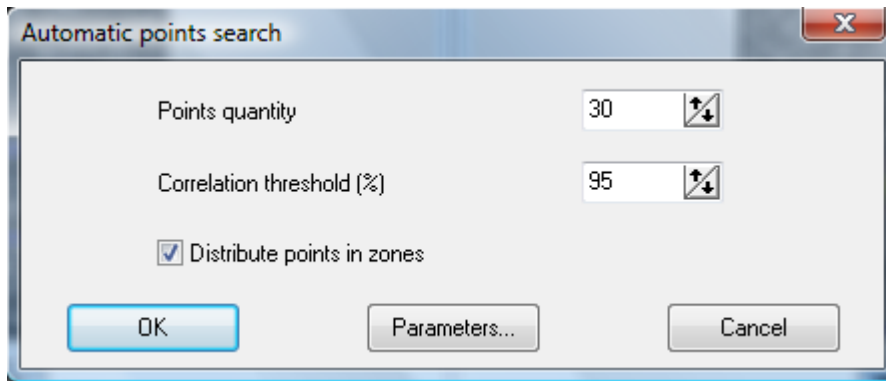 Automatic points search
Points quantity 30
Correlation threshold (%) 95
Distribute points in zones
OK Parameters... Cancel